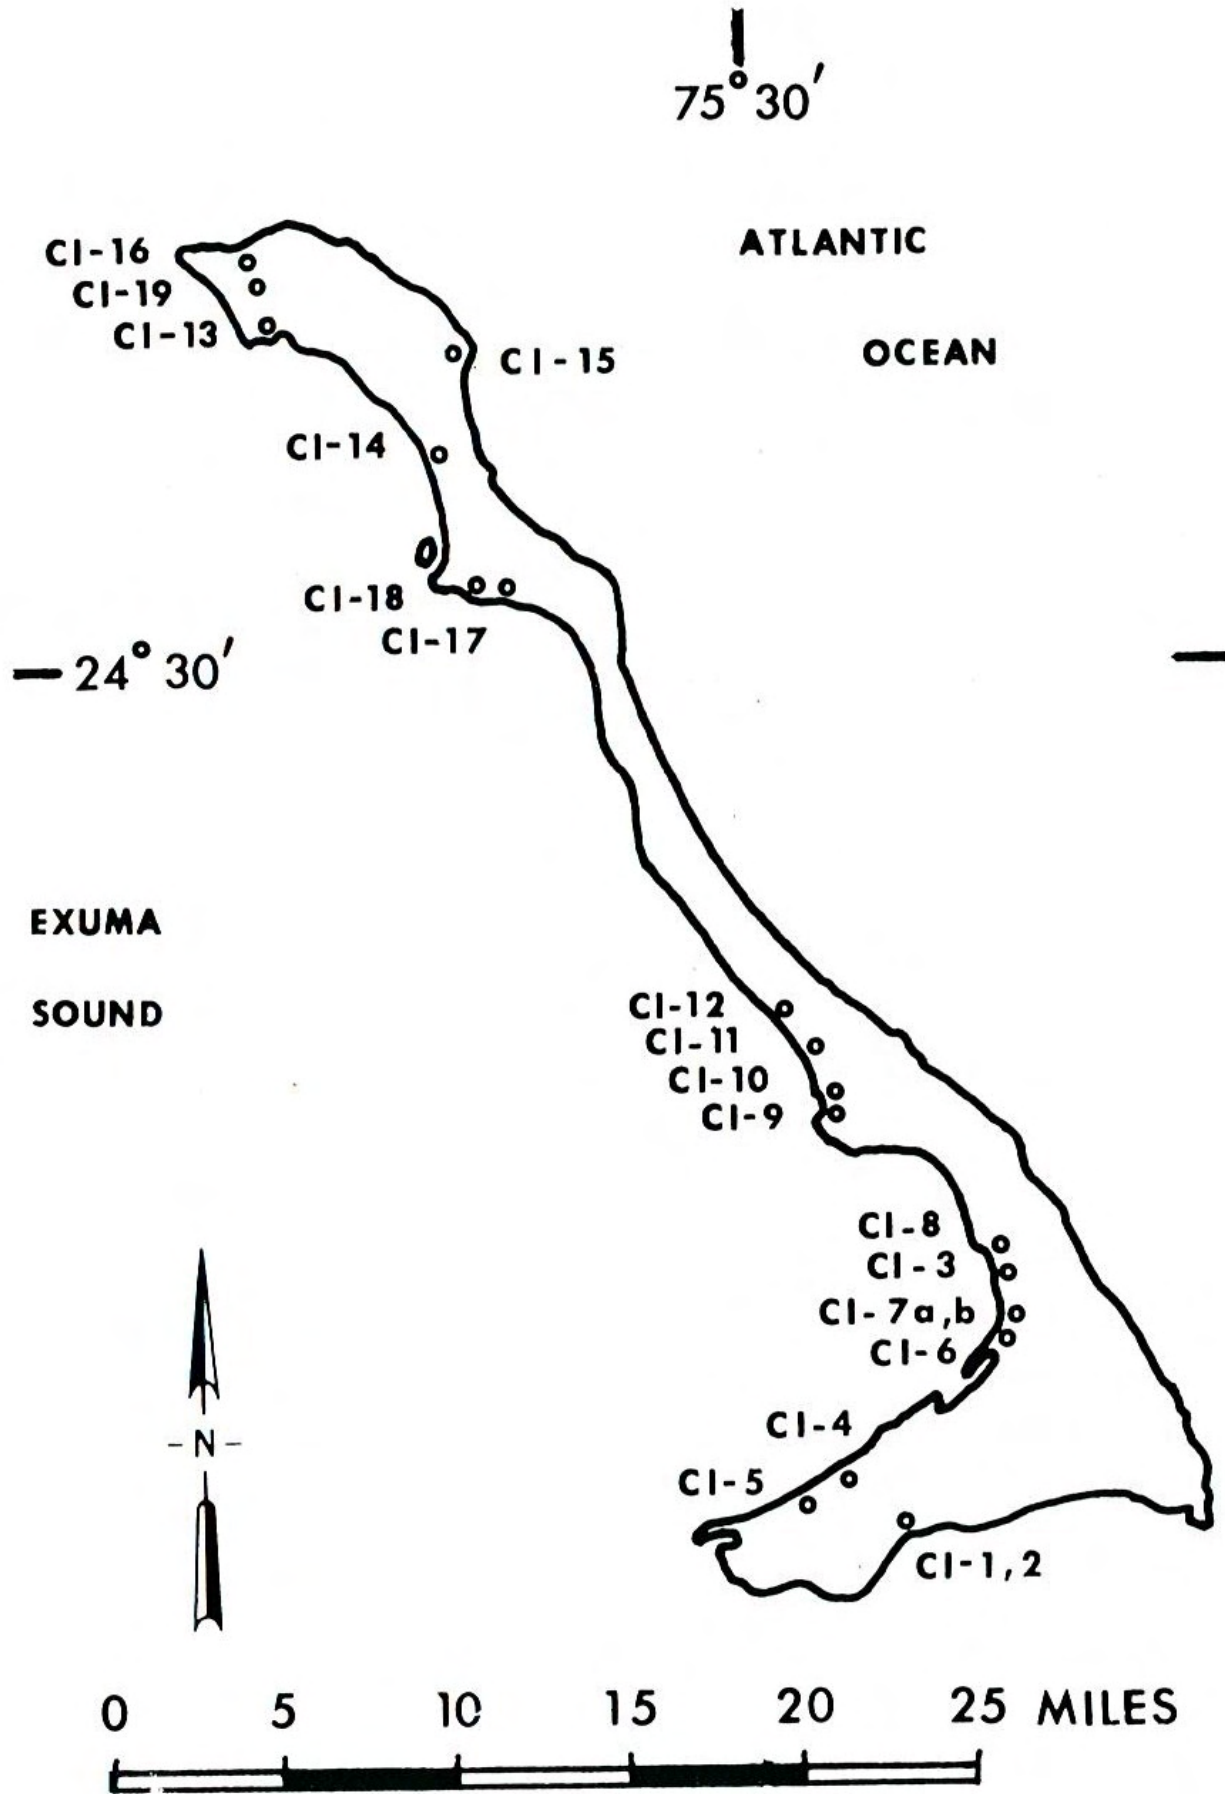 75° 30′
ATLANTIC
CI-16
CI-19
CI-13
OCEAN
CI-15
CI-14
CI-18
CI-17
24° 30′
EXUMA
SOUND
CI-12
CI-11
CI-10
CI-9
CI-8
CI-3
CI-7a,b
CI-6
CI-4
CI-5
-N-
CI-1,2
0 5 10 15 20 25 MILES